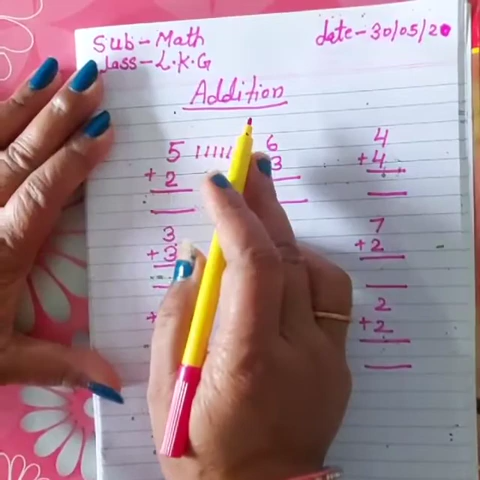 Sub-Math
date-30/05/20
Class-L.K.G
Addition
5 6 4
+2 3 +4
3 7
+3 +2
2
+ +2